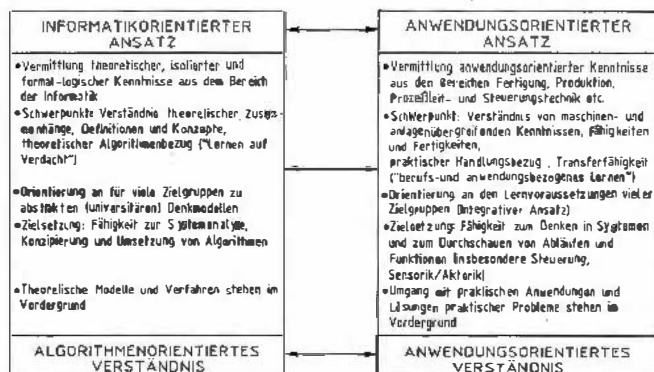 INFORMATIKORIENTIERTER
ANSATZ
•Vermittlung theoretischer, isolierter und
formal-logischer Kenntnisse aus dem Bereich
der Informatik
•Schwerpunkte Verständnis theoretischer Zusam-
menhänge, Definitionen und Konzepte,
theoretischer Algorithmenbezug ("Lernen auf
Verdacht")
•Orientierung an für viele Zielgruppen zu
abstrakten (universitären) Denkmodellen
•Zielsetzung: Fähigkeit zur Systemanalyse,
Konzipierung und Umsetzung von Algorithmen
•Theoretische Modelle und Verfahren stehen im
Vordergrund
ALGORITHMENORIENTIERTES
VERSTÄNDNIS
ANWENDUNGSORIENTIERTER
ANSATZ
•Vermittlung anwendungsorientierter Kenntnisse
aus den Bereichen Fertigung, Produktion,
Prozeßleit- und Steuerungstechnik etc.
•Schwerpunkt: Verständnis von maschinen- und
anlagenübergreifenden Kenntnissen, Fähigkeiten
und Fertigkeiten,
praktischer Handlungsbezug, Transferfähigkeit
("berufs-und anwendungsbezogenes Lernen")
•Orientierung an den Lernvoraussetzungen vieler
Zielgruppen (Integrativer Ansatz)
•Zielsetzung: Fähigkeit zum Denken in Systemen
und zum Durchschauen von Abläufen und
Funktionen (insbesondere Steuerung,
Sensorik/Aktorik)
•Umgang mit praktischen Anwendungen und
Lösungen praktischer Probleme stehen im
Vordergrund
ANWENDUNGSORIENTIERTES
VERSTÄNDNIS